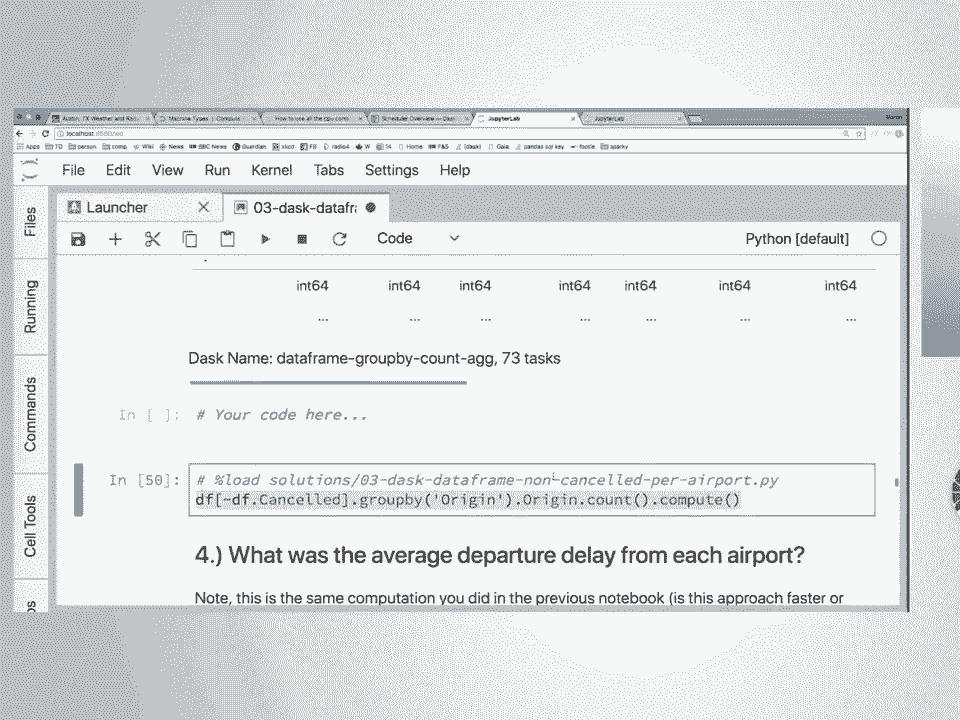 Austin, TX Weather and Rad
Machine Types | Compute
How to use all the cpu cores
Scheduler Overview — Dask
JupyterLab
JupyterLab
localhost:8888/
Apps TO person comp Wiki News BBC News Guardian xkcd FB radio4 W 14 Home F&S [dask] Gaia pandas sql key footle sparky
File Edit View Run Kernel Tabs Settings Help
Files
Running
Commands
Cell Tools
Launcher
03-dask-datafra
Code
Python [default]
int64 int64 int64 int64 int64 int64 int64
... ... ... ... ... ... ...
Dask Name: dataframe-groupby-count-agg, 73 tasks
In [ ]: # Your code here...
In [50]: # %load solutions/03-dask-dataframe-non-cancelled-per-airport.py
df[~df.Cancelled].groupby('Origin').Origin.count().compute()
4.) What was the average departure delay from each airport?
Note, this is the same computation you did in the previous notebook (is this approach faster or